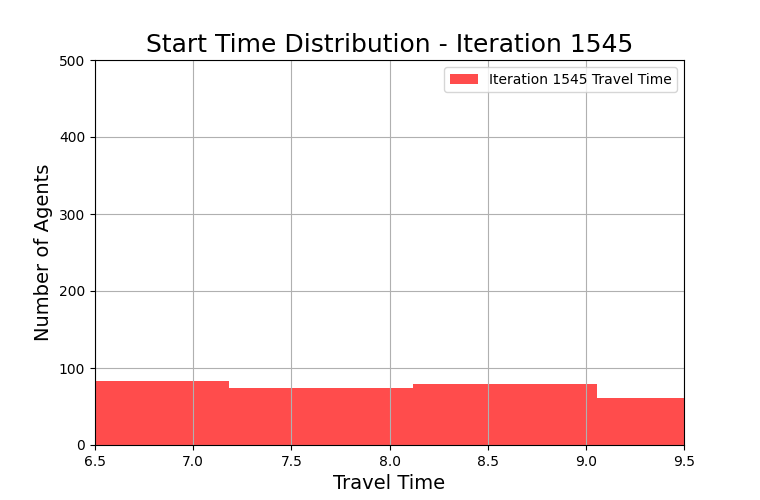 Start Time Distribution - Iteration 1545
Iteration 1545 Travel Time
Number of Agents
500
400
300
200
100
0
6.5 7.0 7.5 8.0 8.5 9.0 9.5
Travel Time